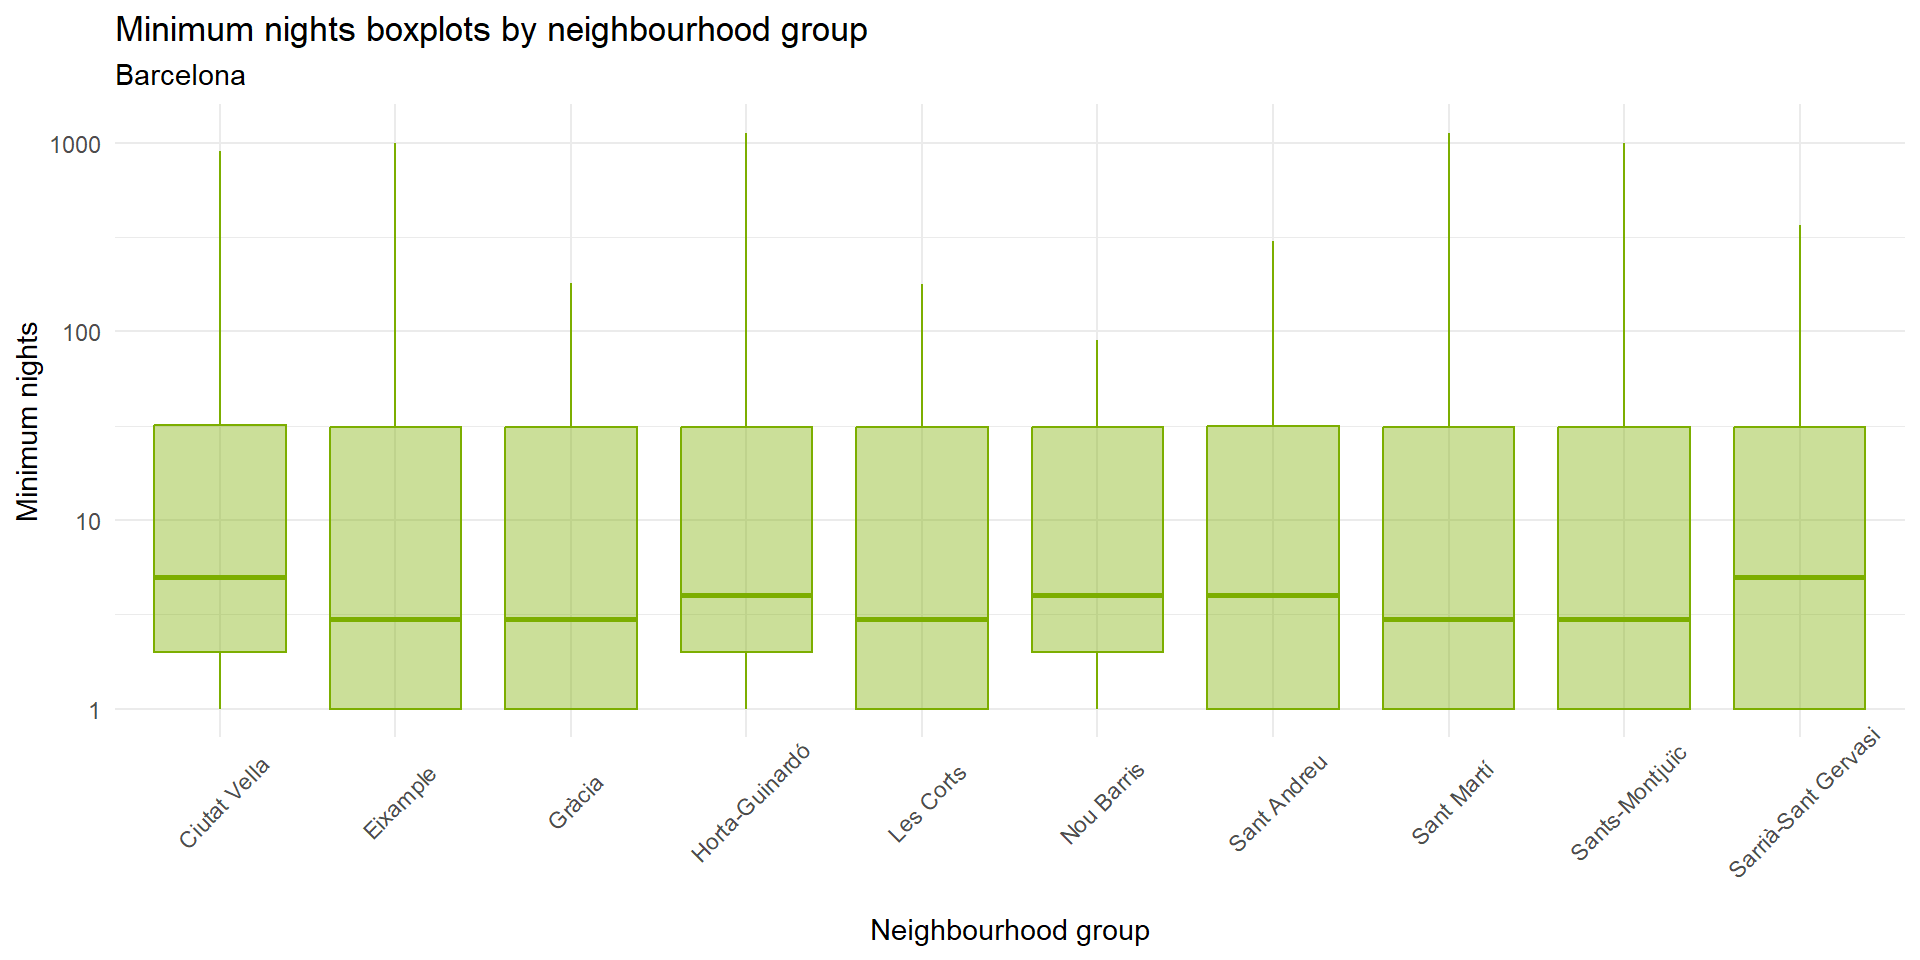 Minimum nights boxplots by neighbourhood group
Barcelona
Minimum nights
1000
100
10
1
Ciutat Vella
Eixample
Gràcia
Horta-Guinardó
Les Corts
Nou Barris
Sant Andreu
Sant Martí
Sants-Montjuïc
Sarrià-Sant Gervasi
Neighbourhood group